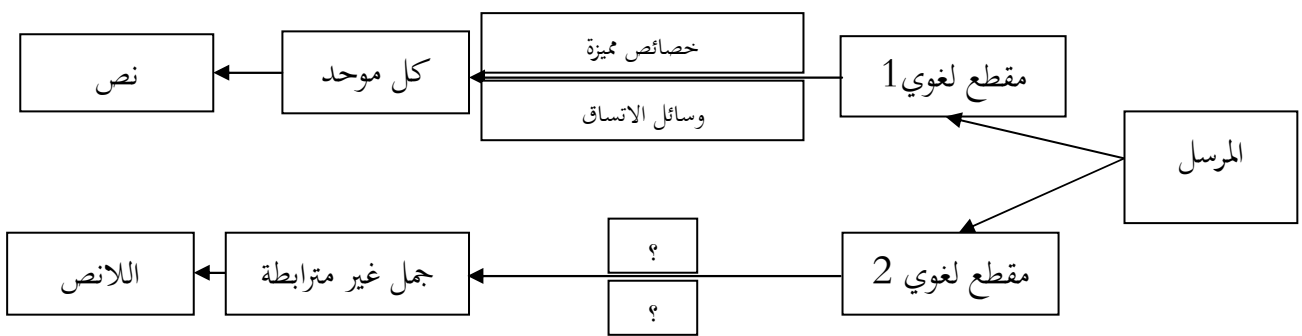 خصائص مميزة
مقطع لغوي1
كل موحد
نص
وسائل الاتساق
المرسل
؟
مقطع لغوي 2
جمل غير مترابطة
اللانص
؟